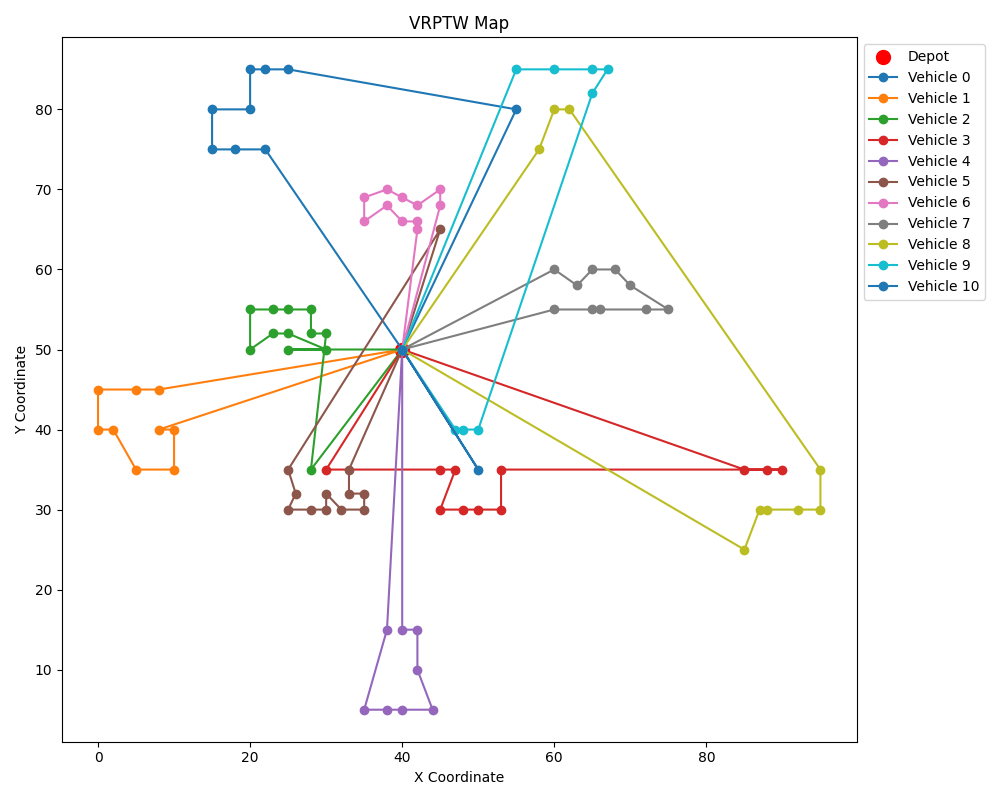 VRPTW Map
Depot
Vehicle 0
Vehicle 1
Vehicle 2
Vehicle 3
Vehicle 4
Vehicle 5
Vehicle 6
Vehicle 7
Vehicle 8
Vehicle 9
Vehicle 10
Y Coordinate
80
70
60
50
40
30
20
10
0 20 40 60 80
X Coordinate